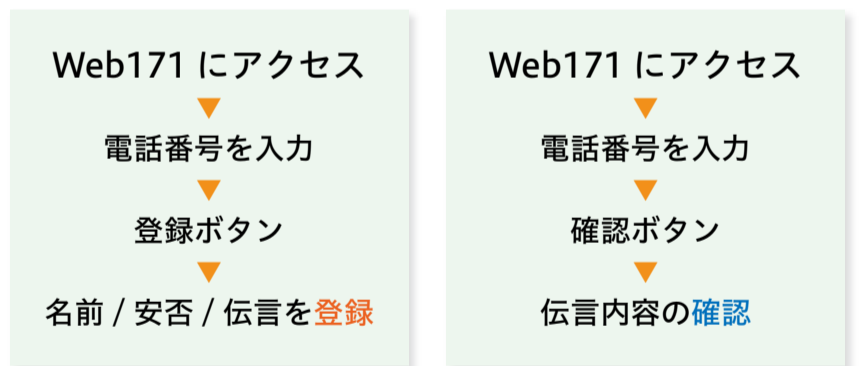 Web171 にアクセス
▼
電話番号を入力
▼
登録ボタン
▼
名前 / 安否 / 伝言を登録
Web171 にアクセス
▼
電話番号を入力
▼
確認ボタン
▼
伝言内容の確認